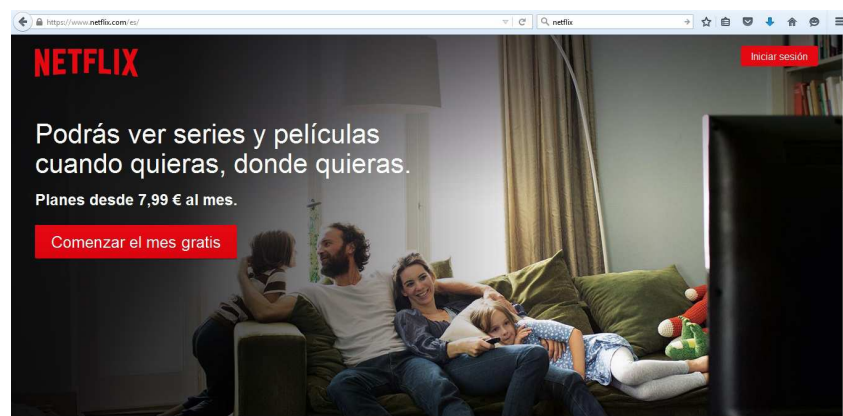 https://www.netflix.com/es/
netflix
NETFLIX
Iniciar sesión
Podrás ver series y películas
cuando quieras, donde quieras.
Planes desde 7,99 € al mes.
Comenzar el mes gratis